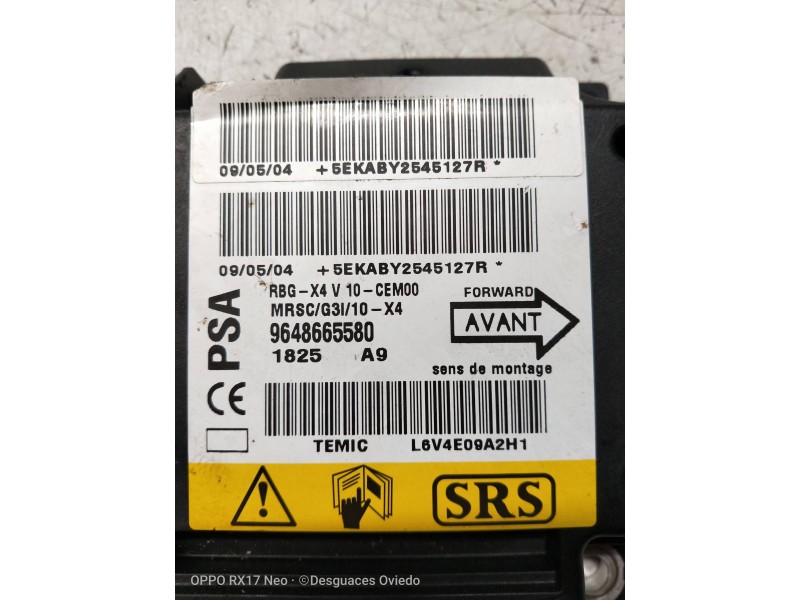 09/05/04 +5EKABY2545127R *
09/05/04 +5EKABY2545127R *
PSA
RBG-X4 V 10-CEM00
MRSC/G3I/10-X4
9648665580
1825 A9
FORWARD
AVANT
sens de montage
CE
TEMIC L6V4E09A2H1
SRS
OPPO RX17 Neo · ©Desguaces Oviedo